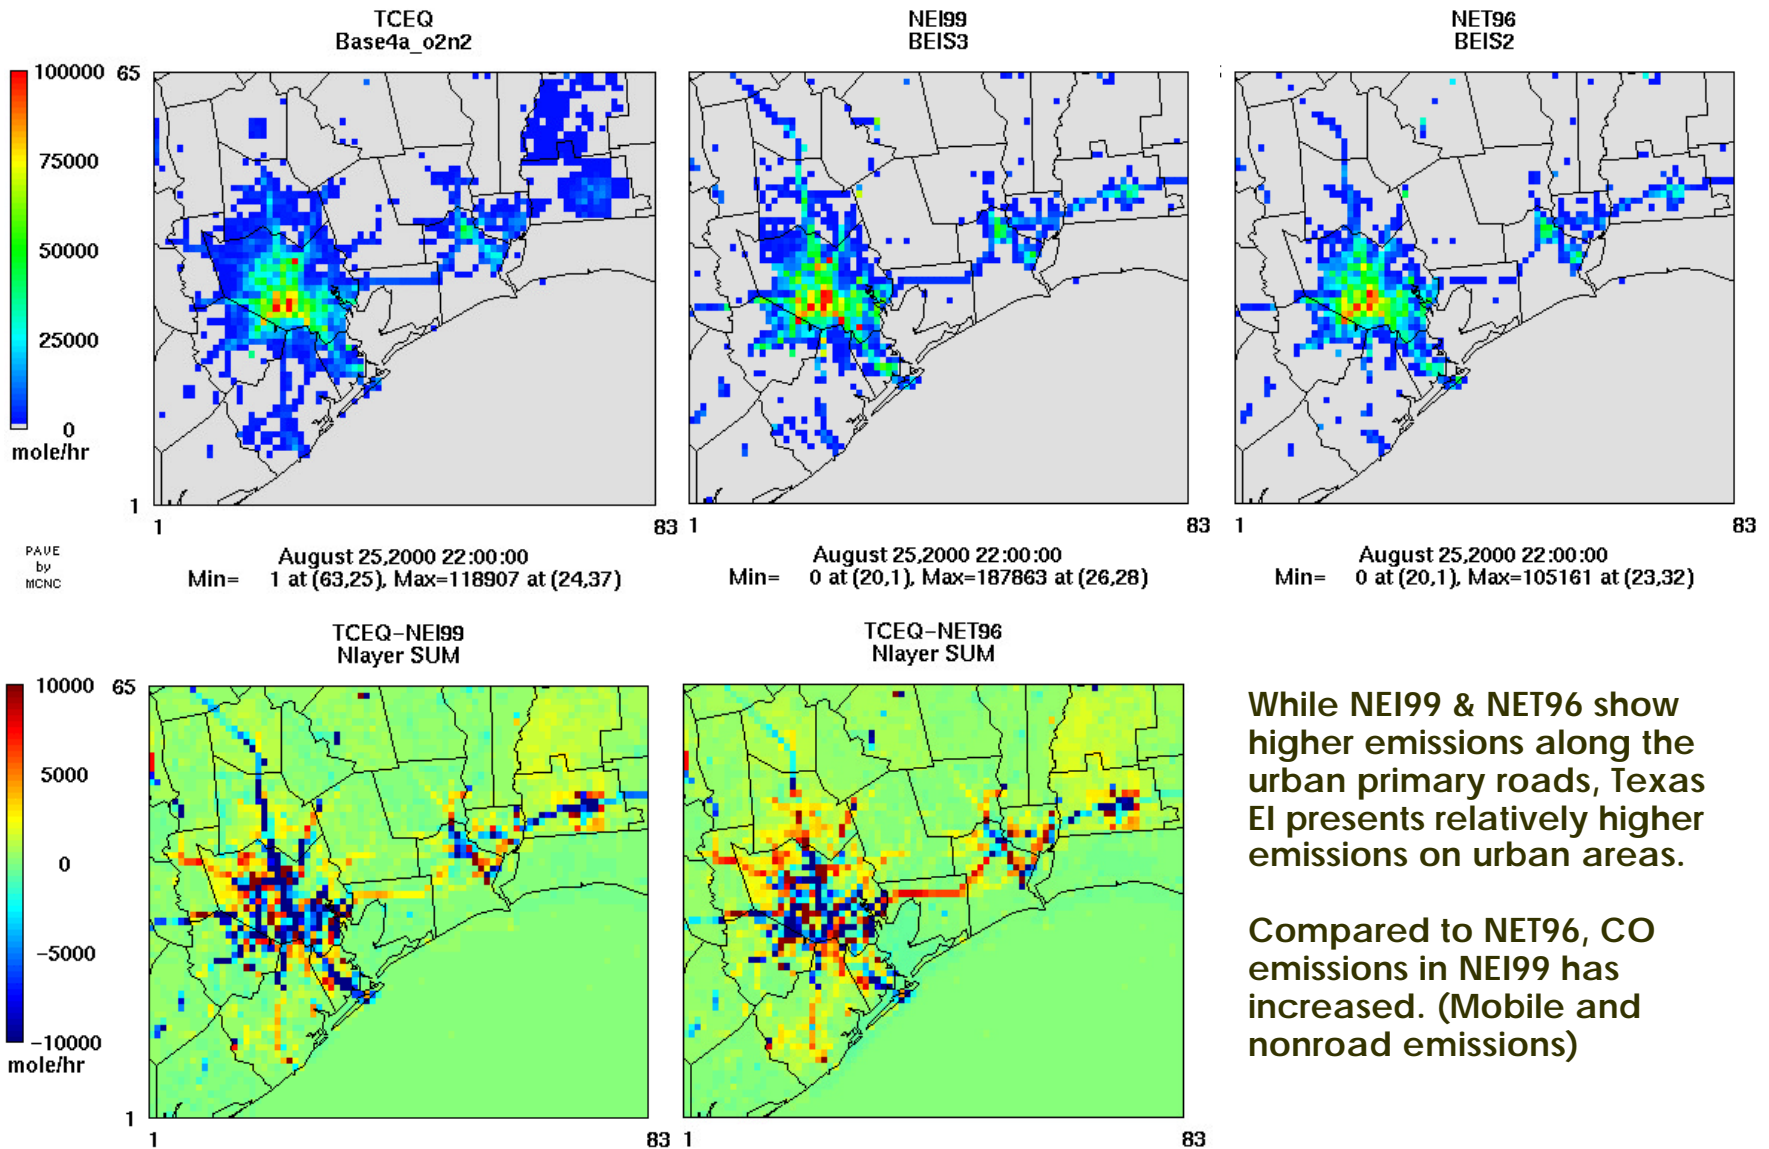 TCEQ
Base4a_o2n2
NEI99
BEIS3
NET96
BEIS2
100000
75000
50000
25000
0
mole/hr
65
1
1
83
1
83
1
83
PAVE
by
MCNC
August 25,2000 22:00:00
Min= 1 at (63,25), Max=118907 at (24,37)
August 25,2000 22:00:00
Min= 0 at (20,1), Max=187863 at (26,28)
August 25,2000 22:00:00
Min= 0 at (20,1), Max=105161 at (23,32)
TCEQ-NEI99
Nlayer SUM
TCEQ-NET96
Nlayer SUM
10000
5000
0
-5000
-10000
mole/hr
65
1
1
83
1
83
While NEI99 & NET96 show
higher emissions along the
urban primary roads, Texas
EI presents relatively higher
emissions on urban areas.
Compared to NET96, CO
emissions in NEI99 has
increased. (Mobile and
nonroad emissions)